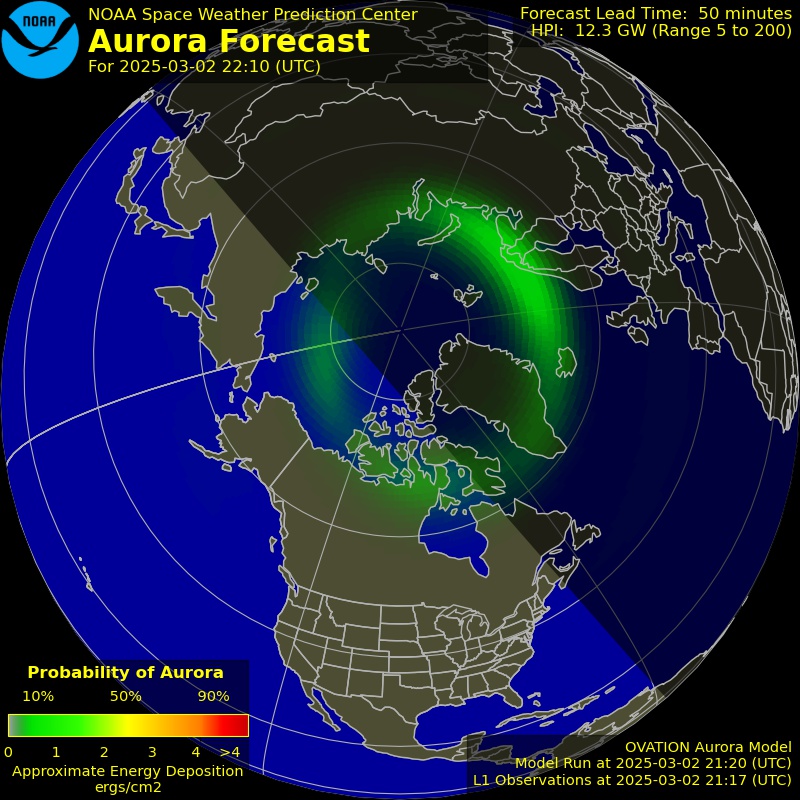 NOAA
NOAA Space Weather Prediction Center
Aurora Forecast
For 2025-03-02 22:10 (UTC)
Forecast Lead Time: 50 minutes
HPI: 12.3 GW (Range 5 to 200)
Probability of Aurora
10% 50% 90%
0 1 2 3 4 >4
Approximate Energy Deposition
ergs/cm2
OVATION Aurora Model
Model Run at 2025-03-02 21:20 (UTC)
L1 Observations at 2025-03-02 21:17 (UTC)